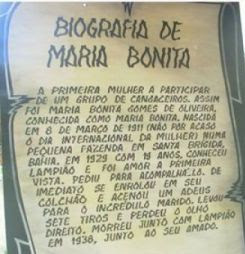 BIOGRAFIA DE
MARIA BONITA
A PRIMEIRA MULHER A PARTICIPAR
DE UM GRUPO DE CANGACEIROS. ASSIM
FOI MARIA BONITA GOMES DE OLIVEIRA,
CONHECIDA COMO MARIA BONITA, NASCIDA
EM 8 DE MARÇO DE 1911 (NÃO POR ACASO
O DIA INTERNACIONAL DA MULHER) NUMA
PEQUENA FAZENDA EM SANTA BRIGIDA,
BAHIA, EM 1929 COM 19 ANOS, CONHECEU
LAMPIÃO E FOI AMOR A PRIMEIRA
VISTA. PEDIU PARA ACOMPALHA-LO. DE
IMEDIATO SE ENROLOU EM SEU
COLCHÃO E ACENOU UM ADEUS
PARA O INCREDULO MARIDO. LEVOU
SETE TIROS E PERDEU O OLHO
DIREITO. MORREU JUNTO COM LAMPIÃO
EM 1938, JUNTO AO SEU AMADO.